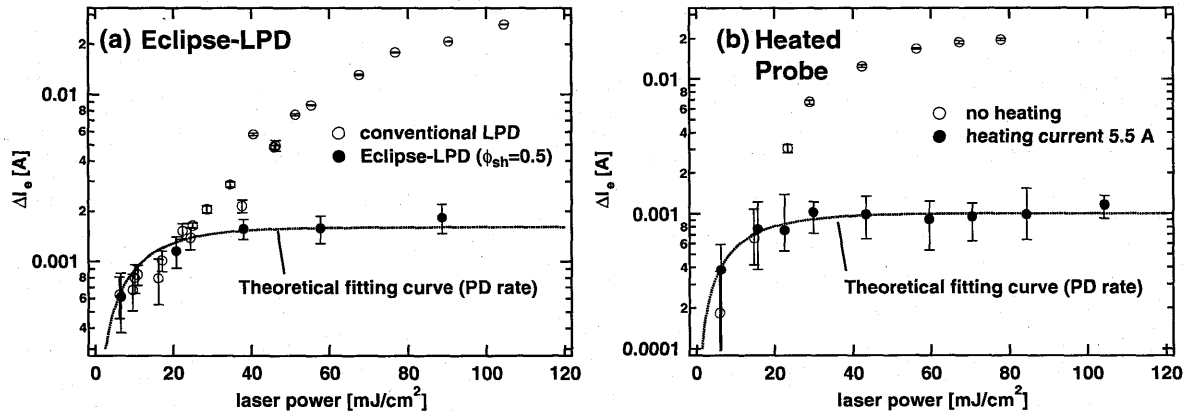 (a) Eclipse-LPD
2
0.01
8
6
4
2
0.001
8
6
4
ΔIₑ [A]
conventional LPD
Eclipse-LPD (ϕsh=0.5)
Theoretical fitting curve (PD rate)
0 20 40 60 80 100 120
laser power [mJ/cm²]
(b) Heated
Probe
2
0.01
8
6
4
2
0.001
8
6
4
2
0.0001
ΔIₑ [A]
no heating
heating current 5.5 A
Theoretical fitting curve (PD rate)
0 20 40 60 80 100 120
laser power [mJ/cm²]